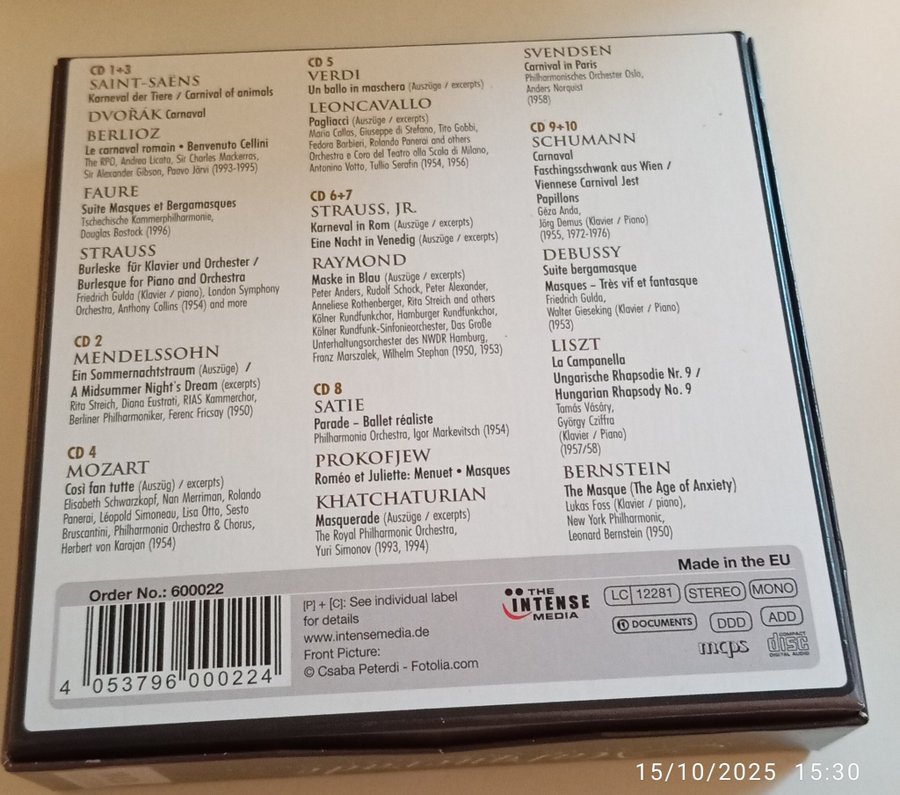 CD 1+3
SAINT-SAËNS
Karneval der Tiere / Carnival of animals
DVOŘÁK Carnaval
BERLIOZ
Le carnaval romain • Benvenuto Cellini
The RPO, Andrea Licata, Sir Charles Mackerras,
Sir Alexander Gibson, Paavo Järvi (1993-1995)
FAURE
Suite Masques et Bergamasques
Tschechische Kammerphilharmonie,
Douglas Bostock (1996)
STRAUSS
Burleske für Klavier und Orchester /
Burlesque for Piano and Orchestra
Friedrich Gulda (Klavier / piano), London Symphony
Orchestra, Anthony Collins (1954) and more
CD 2
MENDELSSOHN
Ein Sommernachtstraum (Auszüge) /
A Midsummer Night's Dream (excerpts)
Rita Streich, Diana Eustrati, RIAS Kammerchor,
Berliner Philharmoniker, Ferenc Fricsay (1950)
CD 4
MOZART
Così fan tutte (Auszüg) / excerpts)
Elisabeth Schwarzkopf, Nan Merriman, Rolando
Panerai, Léopold Simoneau, Lisa Otto, Sesto
Bruscantini, Philharmonia Orchestra & Chorus,
Herbert von Karajan (1954)
CD 5
VERDI
Un ballo in maschera (Auszüge / excerpts)
LEONCAVALLO
Pagliacci (Auszüge / excerpts)
Maria Callas, Giuseppe di Stefano, Tito Gobbi,
Fedora Barbieri, Rolando Panerai and others
Orchestra e Coro del Teatro alla Scala di Milano,
Antonino Votto, Tullio Serafin (1954, 1956)
CD 6+7
STRAUSS, JR.
Karneval in Rom (Auszüge / excerpts)
Eine Nacht in Venedig (Auszüge / excerpts)
RAYMOND
Maske in Blau (Auszüge / excerpts)
Peter Anders, Rudolf Schock, Peter Alexander,
Anneliese Rothenberger, Rita Streich and others
Kölner Rundfunkchor, Hamburger Rundfunkchor,
Kölner Rundfunk-Sinfonieorchester, Das Große
Unterhaltungsorchester des NWDR Hamburg,
Franz Marszalek, Wilhelm Stephan (1950, 1953)
CD 8
SATIE
Parade – Ballet réaliste
Philharmonia Orchestra, Igor Markevitsch (1954)
PROKOFJEW
Roméo et Juliette: Menuet • Masques
KHATCHATURIAN
Masquerade (Auszüge / excerpts)
The Royal Philharmonic Orchestra,
Yuri Simonov (1993, 1994)
SVENDSEN
Carnival in Paris
Philharmonisches Orchester Oslo,
Anders Norquist
(1958)
CD 9+10
SCHUMANN
Carnaval
Faschingsschwank aus Wien /
Viennese Carnival Jest
Papillons
Géza Anda,
Jörg Demus (Klavier / Piano)
(1955, 1972-1976)
DEBUSSY
Suite bergamasque
Masques – Très vif et fantasque
Friedrich Gulda,
Walter Gieseking (Klavier / Piano)
(1953)
LISZT
La Campanella
Ungarische Rhapsodie Nr. 9 /
Hungarian Rhapsody No. 9
Tamás Vásáry,
György Cziffra
(Klavier / Piano)
(1957/58)
BERNSTEIN
The Masque (The Age of Anxiety)
Lukas Foss (Klavier / piano),
New York Philharmonic,
Leonard Bernstein (1950)
Made in the EU
Order No.: 600022
4 053796 000224
[P] + [C]: See individual label
for details
www.intensemedia.de
Front Picture:
© Csaba Peterdi - Fotolia.com
THE
INTENSE
MEDIA
LC 12281 STEREO MONO
DOCUMENTS DDD ADD
mcps
COMPACT
disc
DIGITAL AUDIO
15/10/2025 15:30